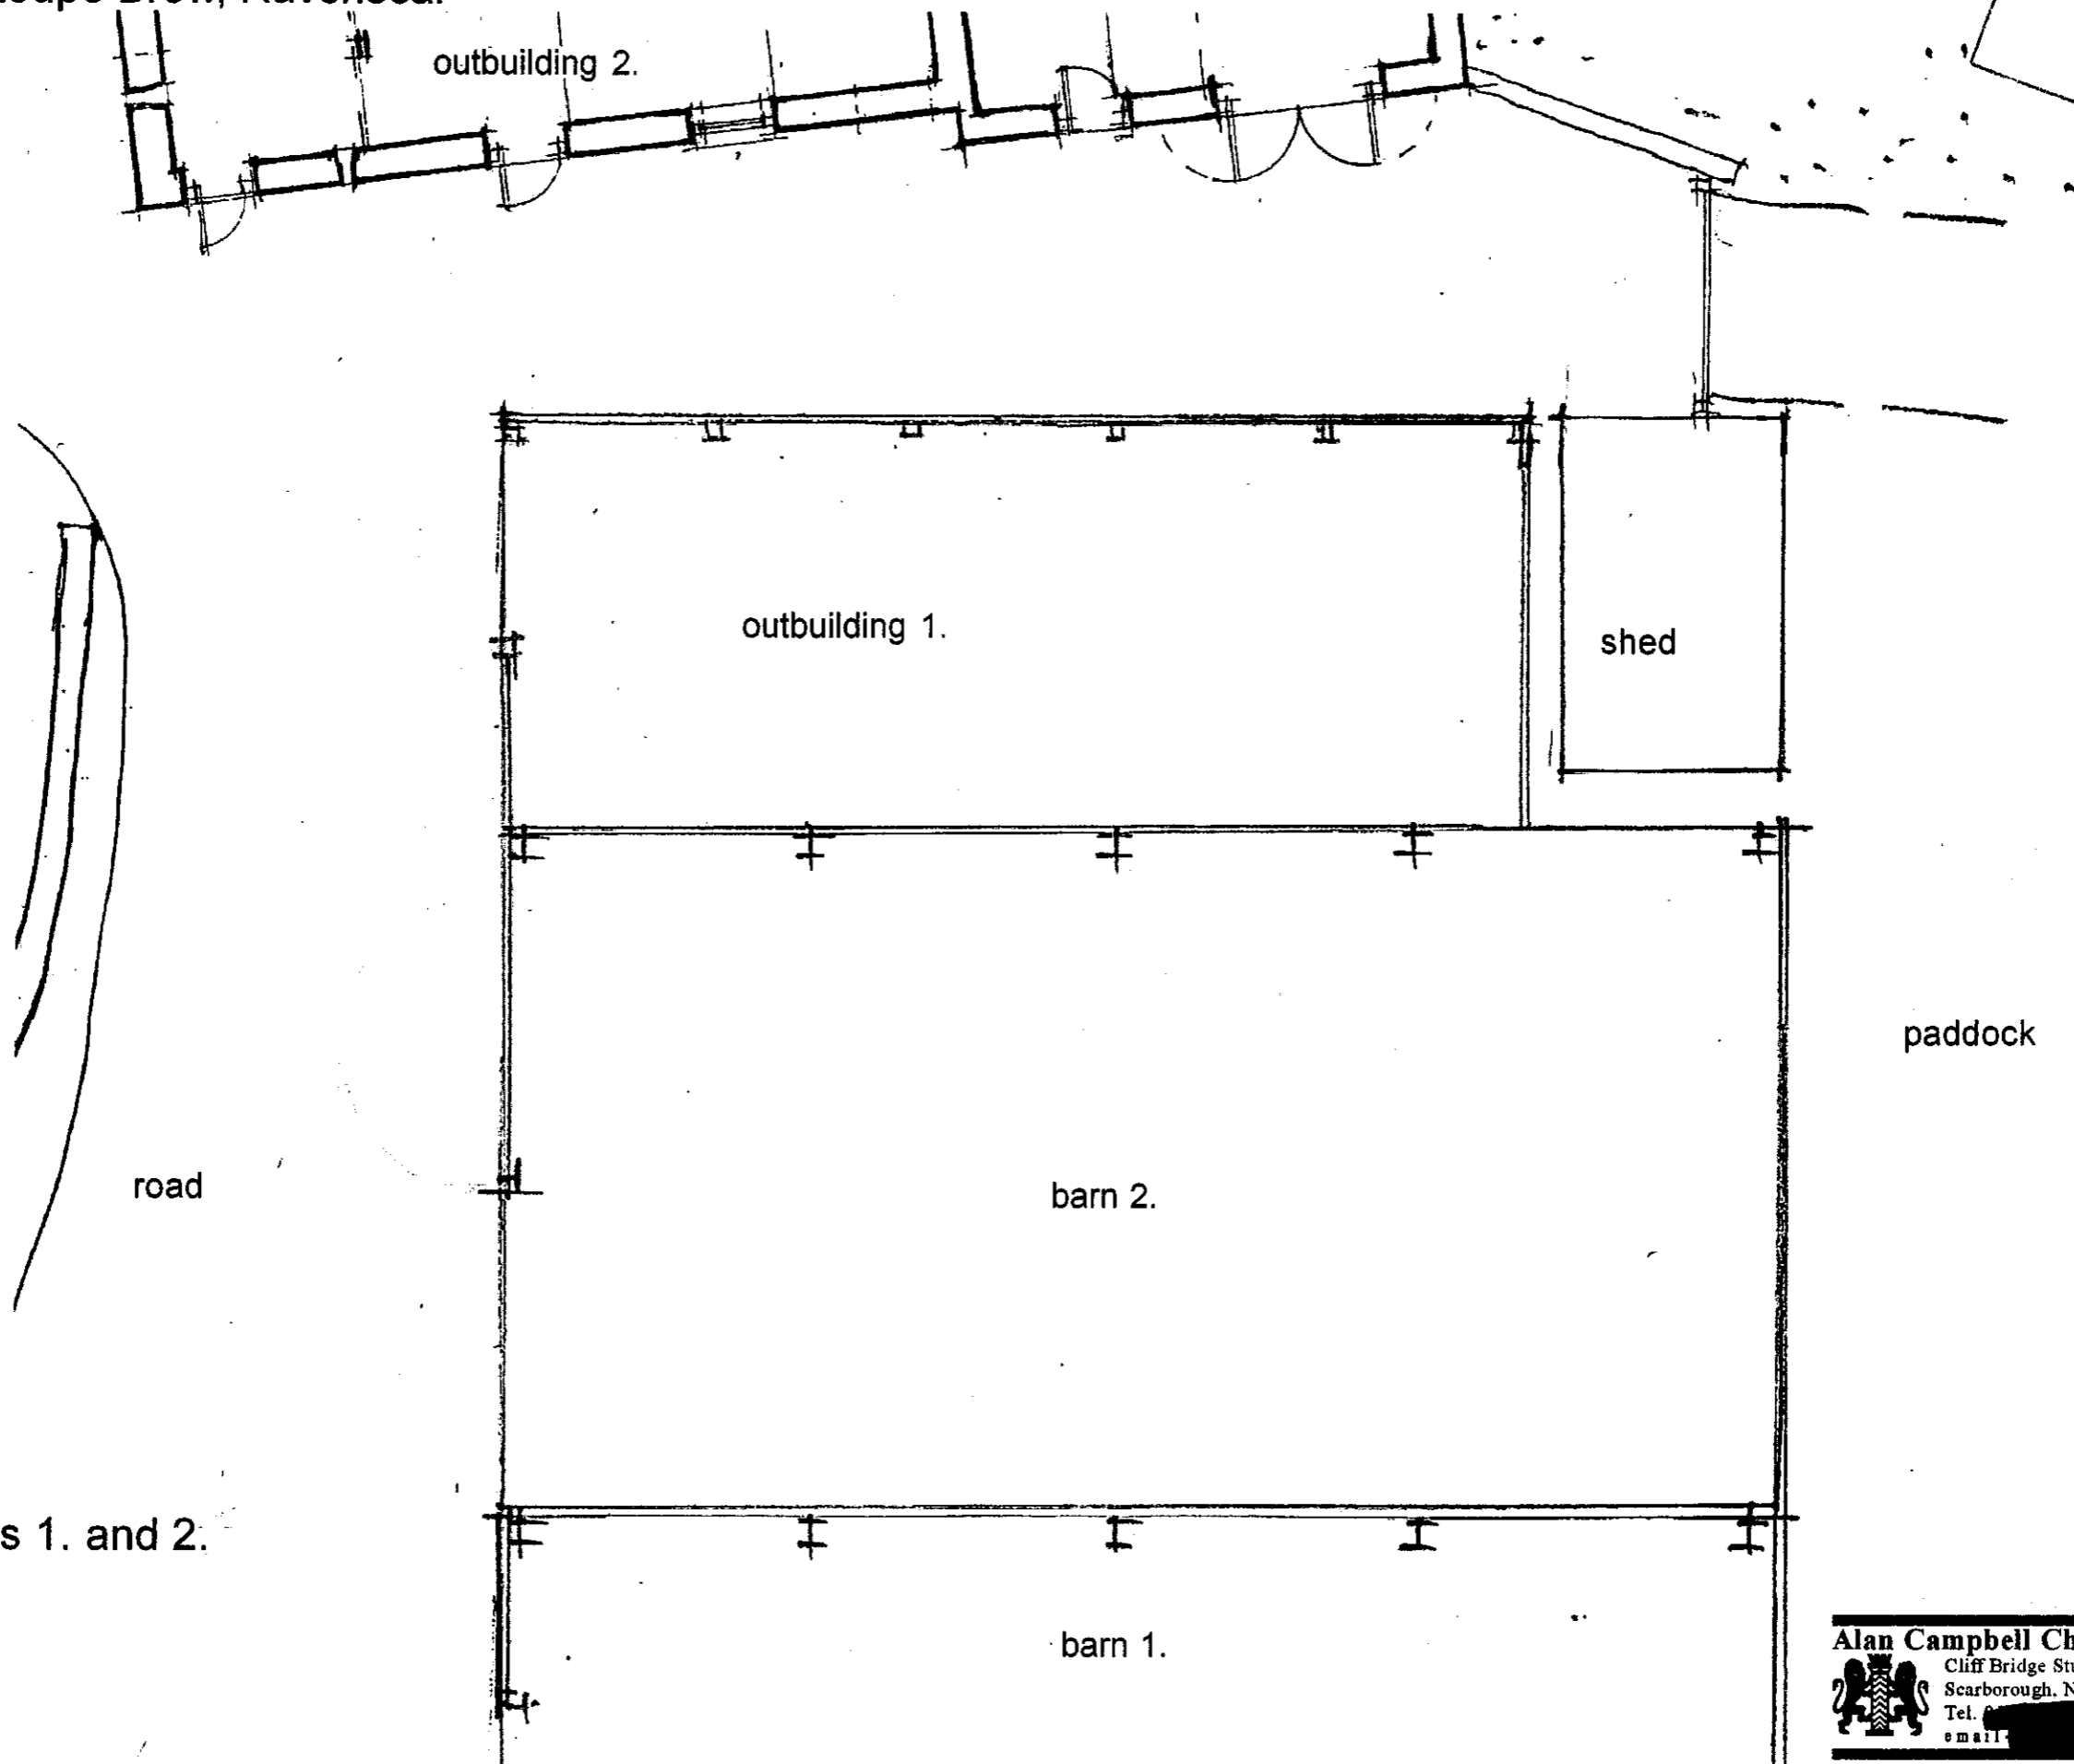 outbuilding 2.
outbuilding 1.
shed
paddock
road
barn 2.
s 1. and 2.
barn 1.
Alan Campbell Ch
Cliff Bridge Stu
Scarborough, N
Tel.
email